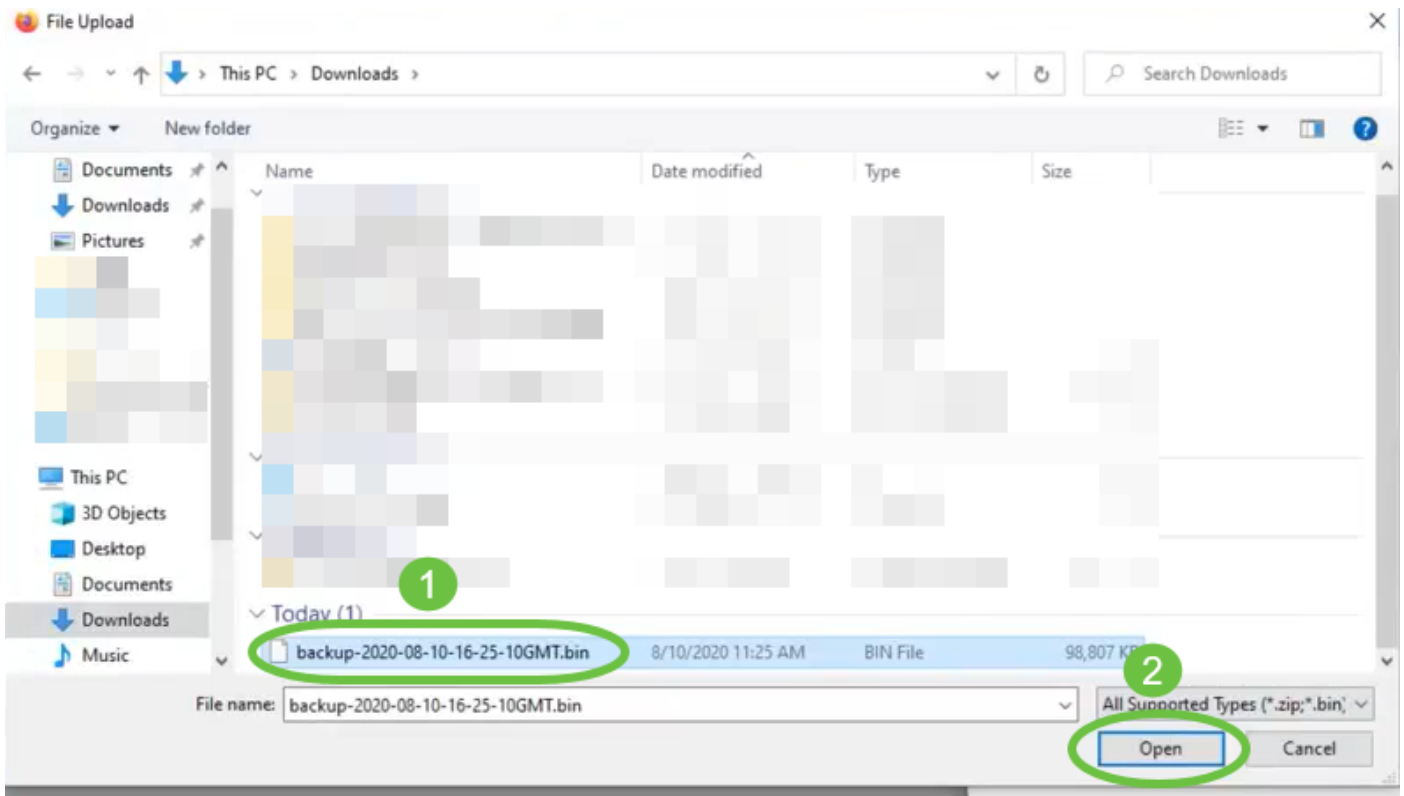 File Upload
This PC > Downloads >
Search Downloads
Organize
New folder
Name Date modified Type Size
Documents
Downloads
Pictures
This PC
3D Objects
Desktop
Documents
Downloads
Music
1
Today (1)
backup-2020-08-10-16-25-10GMT.bin 8/10/2020 11:25 AM BIN File 98,807 KB
2
File name: backup-2020-08-10-16-25-10GMT.bin All Supported Types (*.zip;*.bin;
Open Cancel